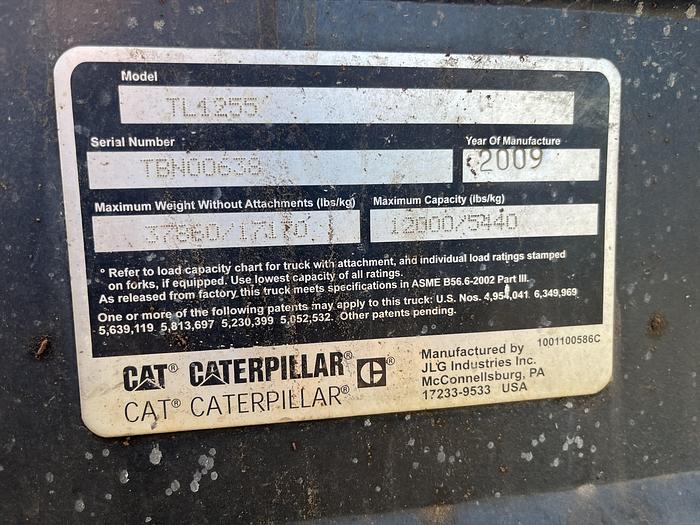 Model
TL1255
Serial Number
TBN00638
Year Of Manufacture
2009
Maximum Weight Without Attachments (lbs/kg)
Maximum Capacity (lbs/kg)
12000/5440
° Refer to load capacity chart for truck with attachment, and individual load ratings stamped
on forks, if equipped. Use lowest capacity of all ratings.
As released from factory this truck meets specifications in ASME B56.6-2002 Part III.
One or more of the following patents may apply to this truck: U.S. Nos. 4,954,041 6,349,969
5,639,119 5,813,697 5,230,399 5,052,532. Other patents pending.
CAT® CATERPILLAR® C®
CAT® CATERPILLAR®
Manufactured by
JLG Industries Inc.
McConnellsburg, PA
17233-9533 USA
1001100586C